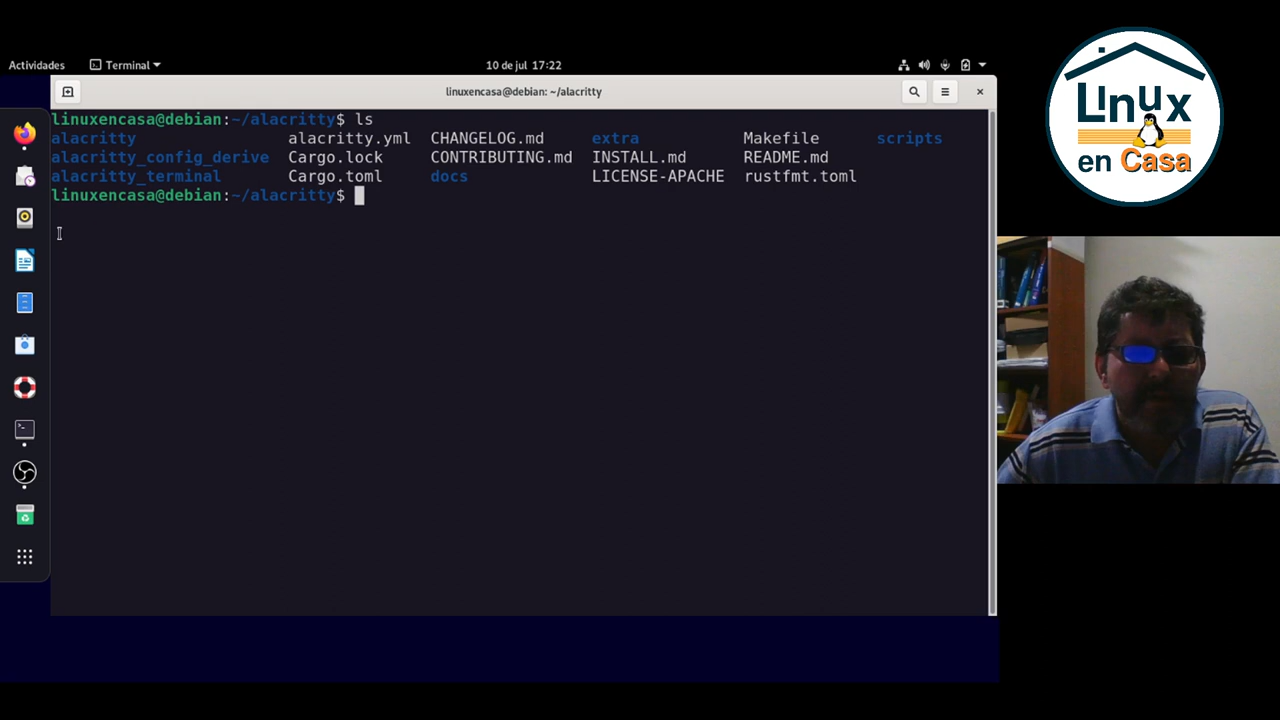 Actividades Terminal 10 de jul 17:22
linuxencasa@debian: ~/alacritty
linuxencasa@debian:~/alacritty$ ls
alacritty alacritty.yml CHANGELOG.md extra Makefile scripts
alacritty_config_derive Cargo.lock CONTRIBUTING.md INSTALL.md README.md
alacritty_terminal Cargo.toml docs LICENSE-APACHE rustfmt.toml
linuxencasa@debian:~/alacritty$
Linux
en Casa